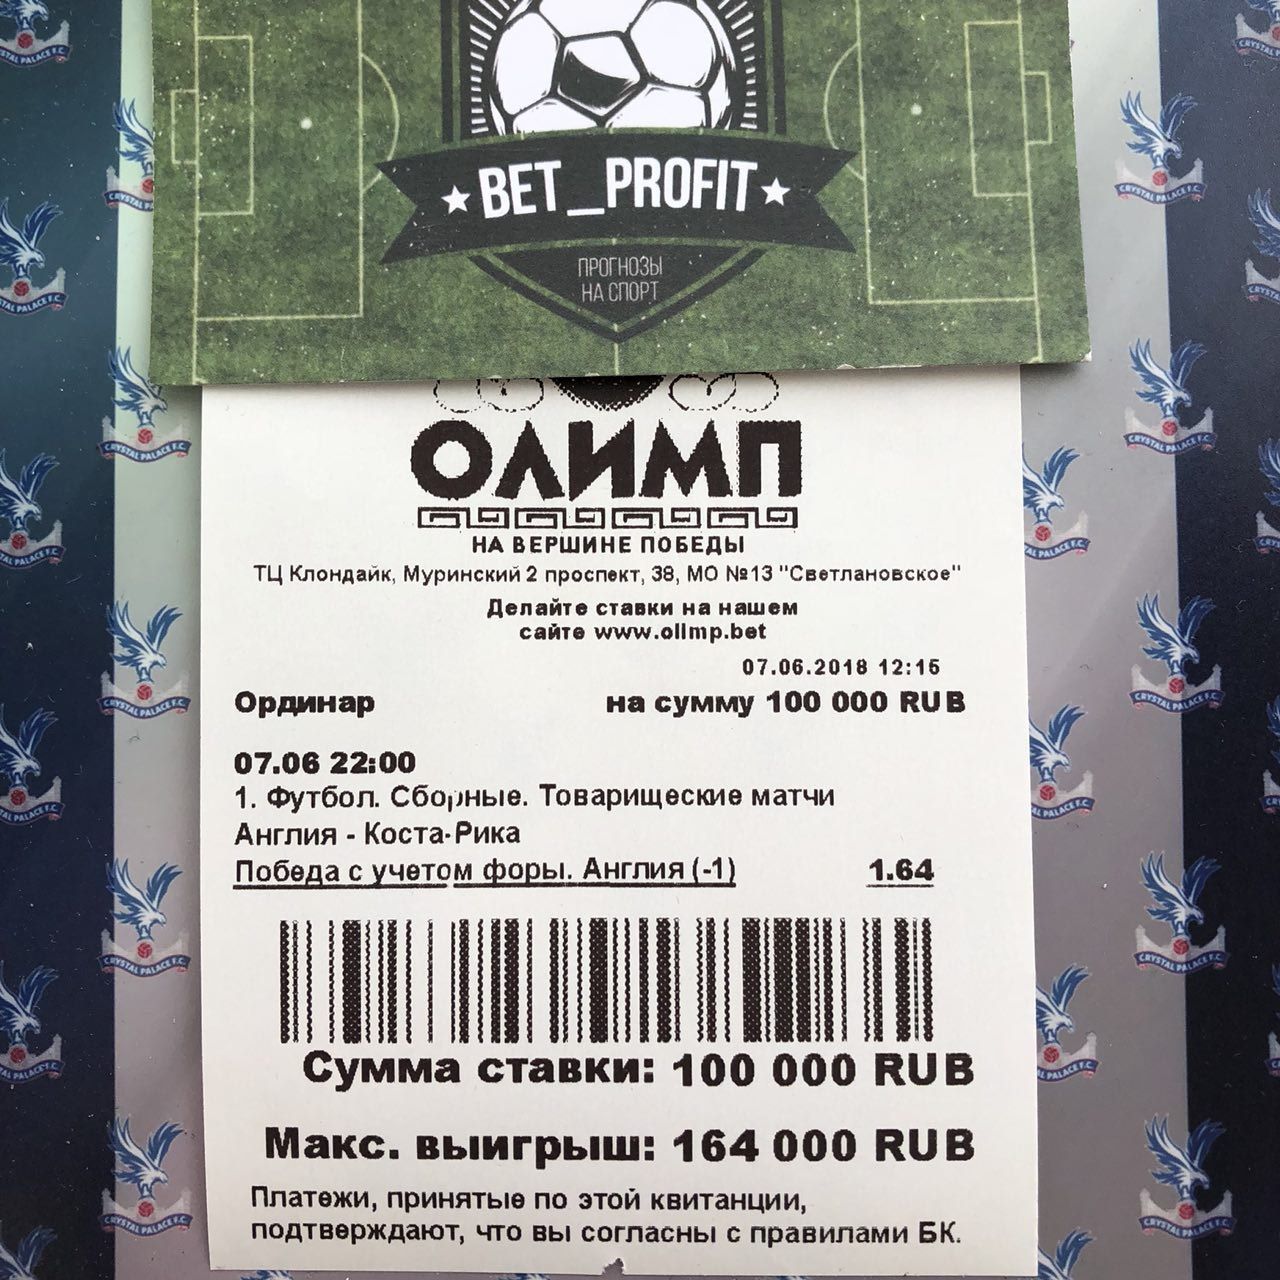 BET_PROFIT
ПРОГНОЗЫ
НА СПОРТ
ОЛИМП
НА ВЕРШИНЕ ПОБЕДЫ
ТЦ Клондайк, Муринский 2 проспект, 38, МО №13 "Светлановское"
Делайте ставки на нашем
сайте www.olimp.bet
07.06.2018 12:15
Ординар на сумму 100 000 RUB
07.06 22:00
1. Футбол. Сборные. Товарищеские матчи
Англия - Коста-Рика
Победа с учетом форы. Англия (-1) 1.64
Сумма ставки: 100 000 RUB
Макс. выигрыш: 164 000 RUB
Платежи, принятые по этой квитанции,
подтверждают, что вы согласны с правилами БК.
CRYSTAL PALACE F.C.